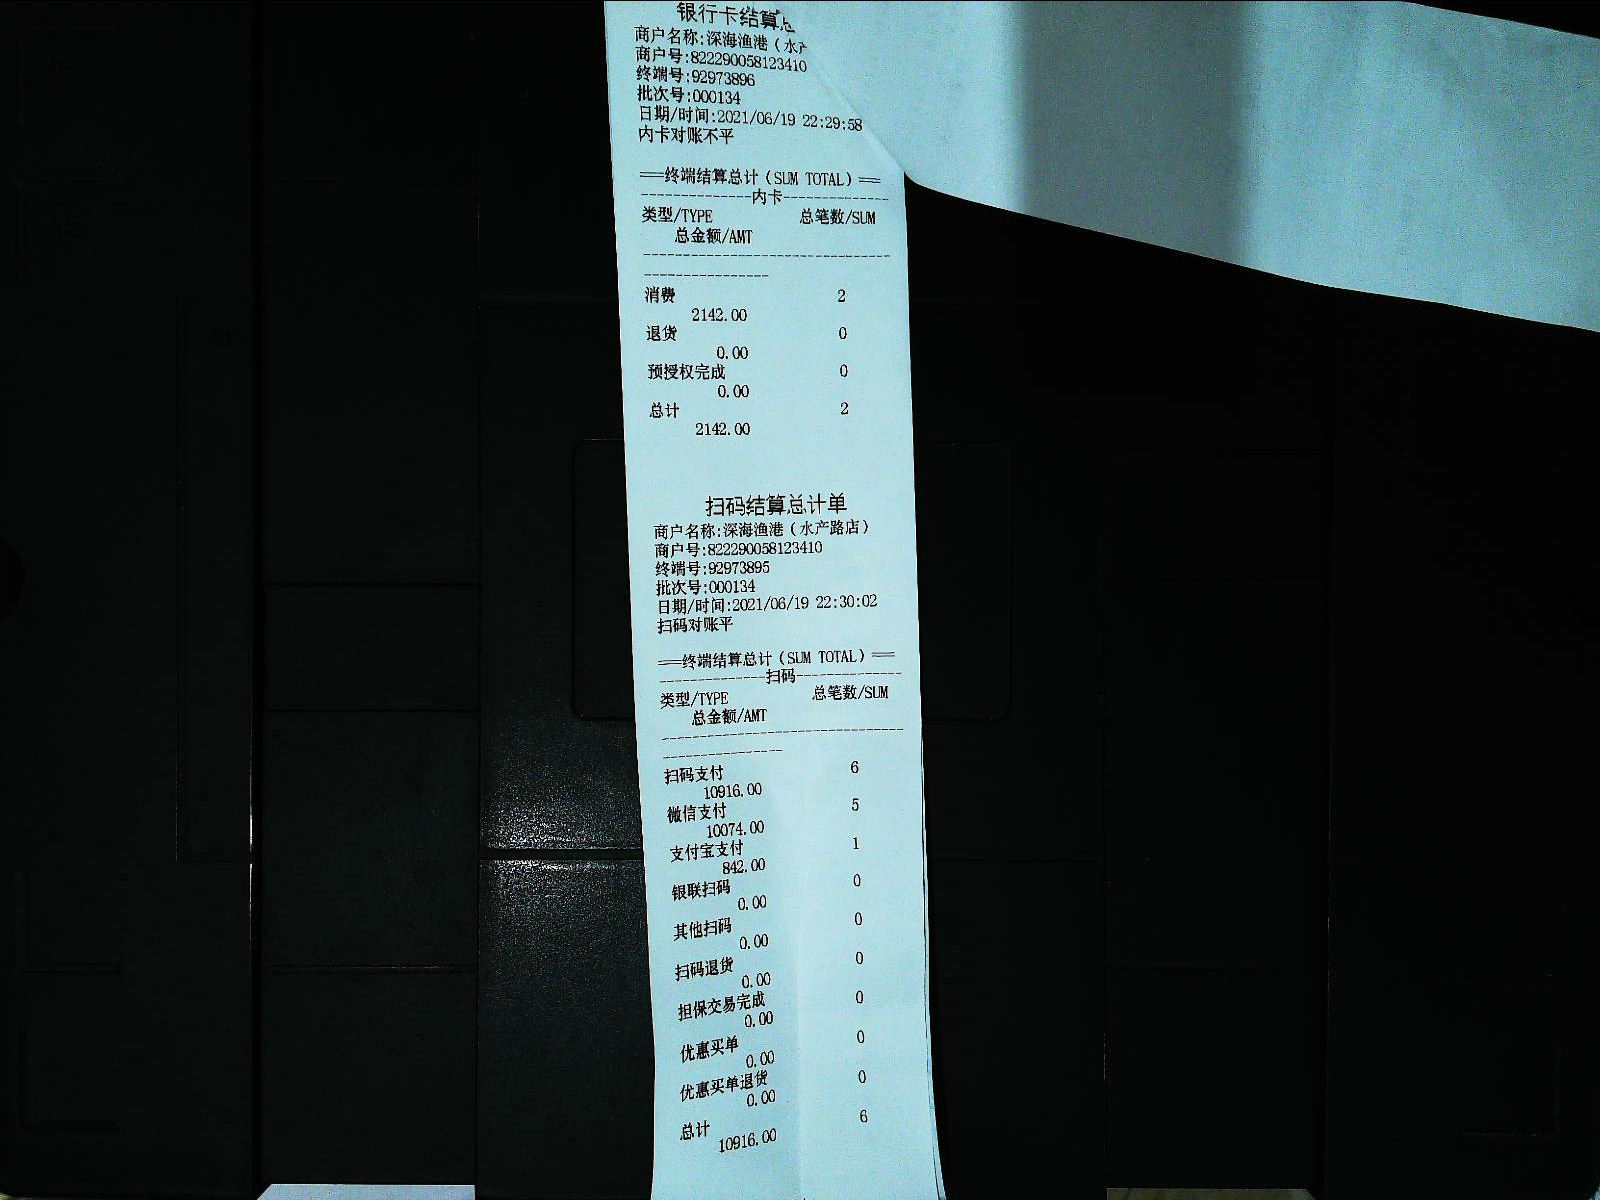 银行卡结算总
商户名称:深海渔港（水产
商户号:822290058123410
终端号:92973896
批次号:000134
日期/时间:2021/06/19 22:29:58
内卡对账不平
==终端结算总计（SUM TOTAL）==
--------------内卡--------------
类型/TYPE 总笔数/SUM
总金额/AMT
--------------------------------
----------------
消费 2
2142.00
退货 0
0.00
预授权完成 0
0.00
总计 2
2142.00
扫码结算总计单
商户名称:深海渔港（水产路店）
商户号:822290058123410
终端号:92973895
批次号:000134
日期/时间:2021/06/19 22:30:02
扫码对账平
==终端结算总计（SUM TOTAL）==
--------------扫码--------------
类型/TYPE 总笔数/SUM
总金额/AMT
--------------------------------
----------------
扫码支付 6
10916.00
微信支付 5
10074.00
支付宝支付 1
842.00
银联扫码 0
0.00
其他扫码 0
0.00
扫码退货 0
0.00
担保交易完成 0
0.00
优惠买单 0
0.00
优惠买单退货 0
0.00
总计 6
10916.00